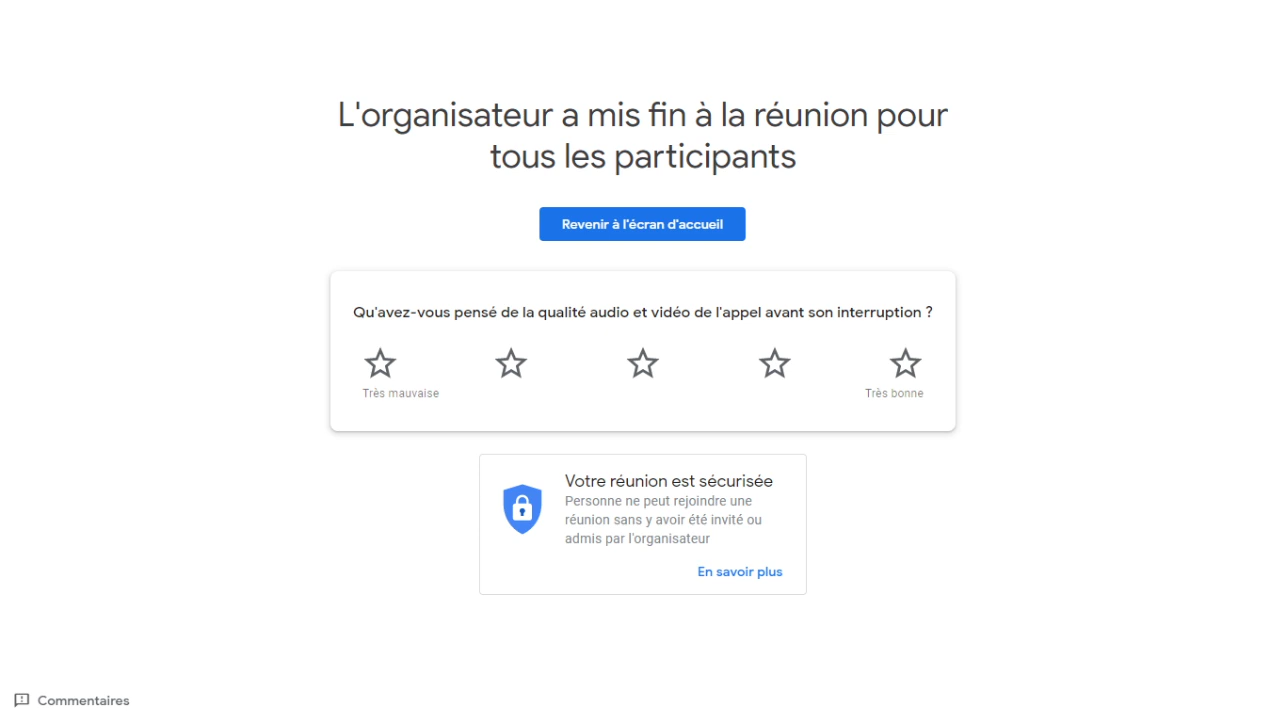 L'organisateur a mis fin à la réunion pour
tous les participants
Revenir à l'écran d'accueil
Qu'avez-vous pensé de la qualité audio et vidéo de l'appel avant son interruption ?
Très mauvaise
Très bonne
Votre réunion est sécurisée
Personne ne peut rejoindre une
réunion sans y avoir été invité ou
admis par l'organisateur
En savoir plus
Commentaires